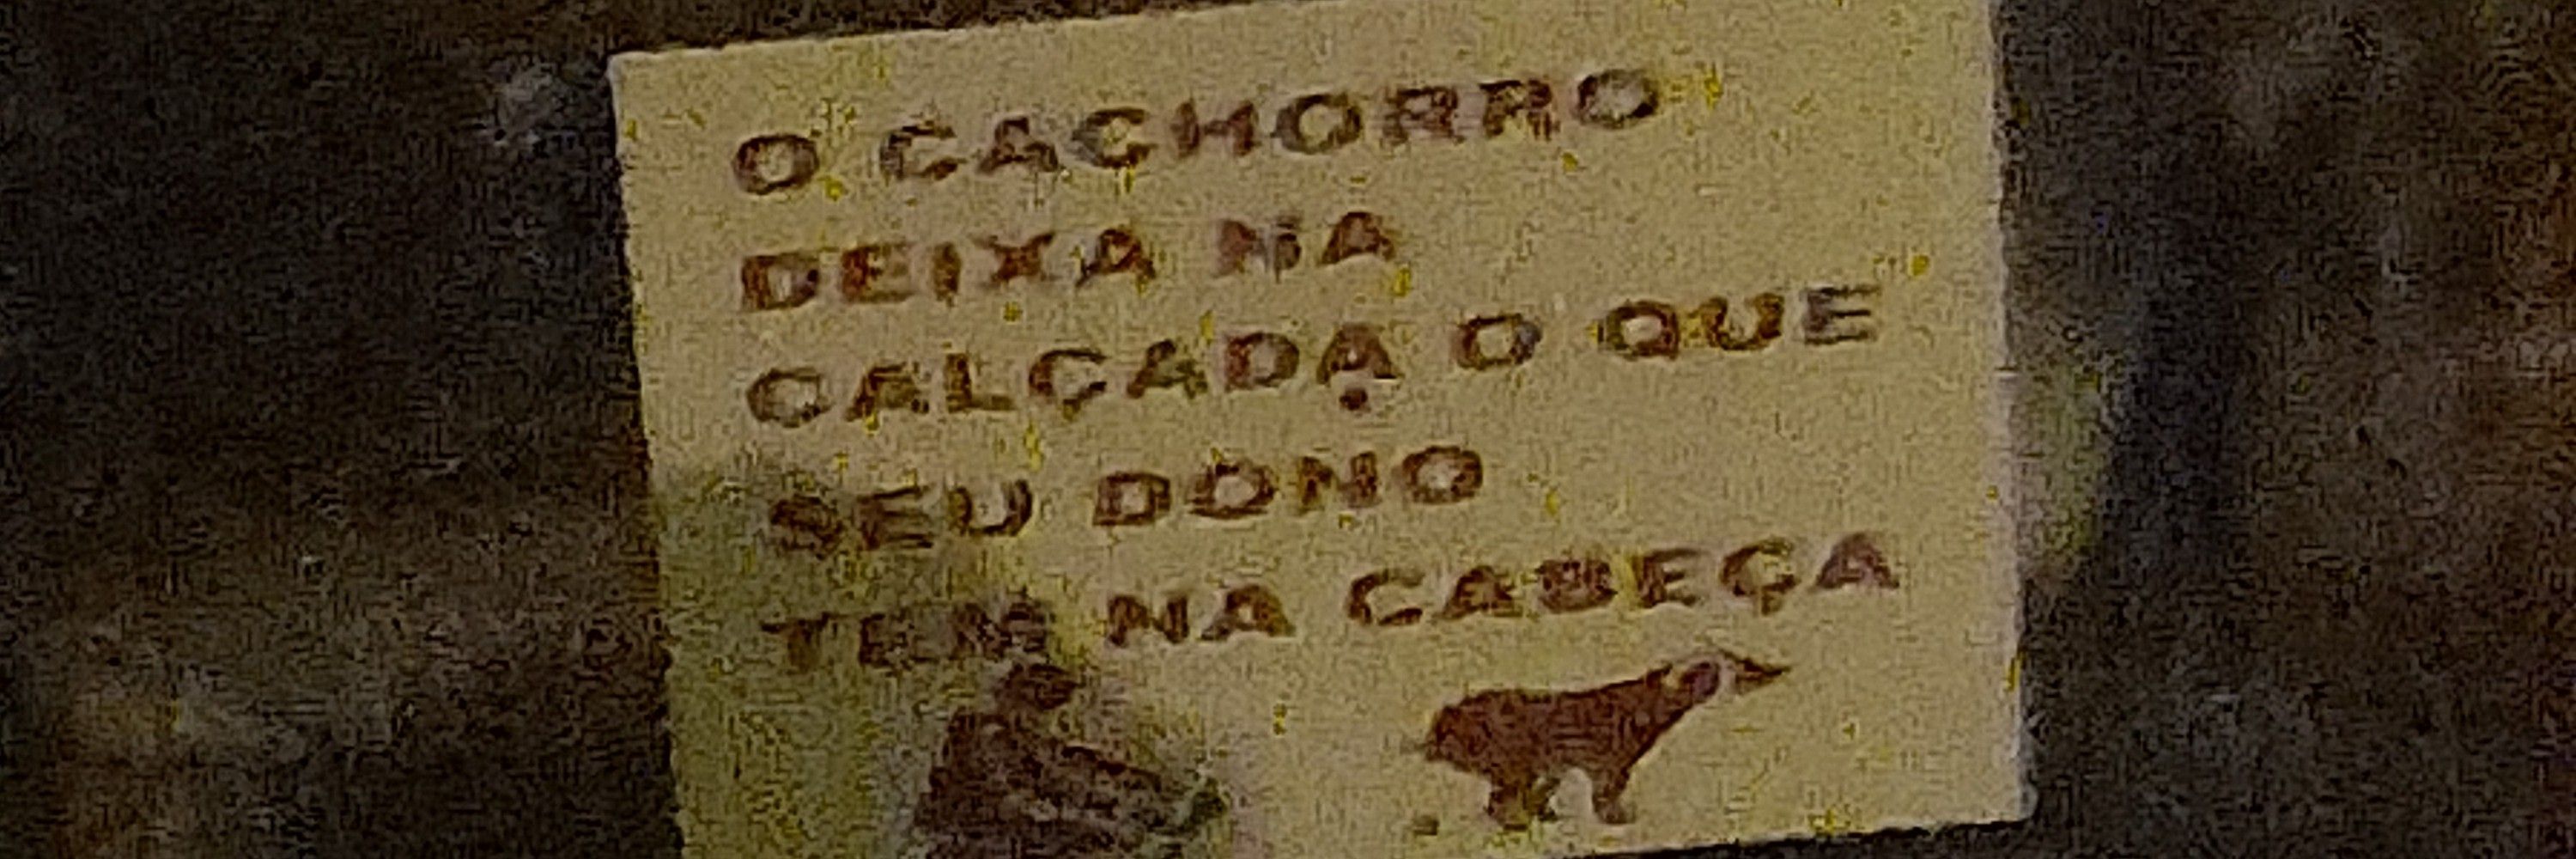 O CACHORRO
DEIXA NA
CALÇADA O QUE
SEU DONO
TEM NA CABEÇA